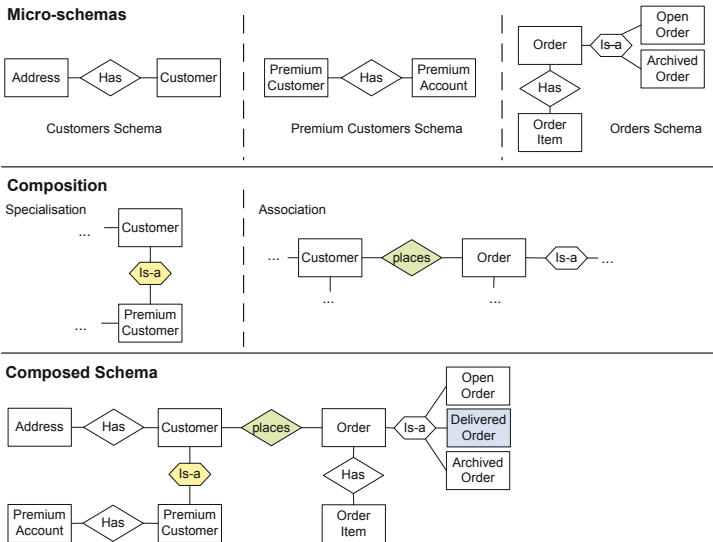 Micro-schemas
Address
Has
Customer
Customers Schema
Premium
Customer
Has
Premium
Account
Premium Customers Schema
Order
Is-a
Open
Order
Archived
Order
Has
Order
Item
Orders Schema
Composition
Specialisation
...
Customer
Is-a
...
Premium
Customer
Association
...
Customer
places
Order
Is-a
...
...
...
Composed Schema
Address
Has
Customer
places
Order
Is-a
Open
Order
Delivered
Order
Archived
Order
Is-a
Has
Premium
Account
Has
Premium
Customer
Order
Item